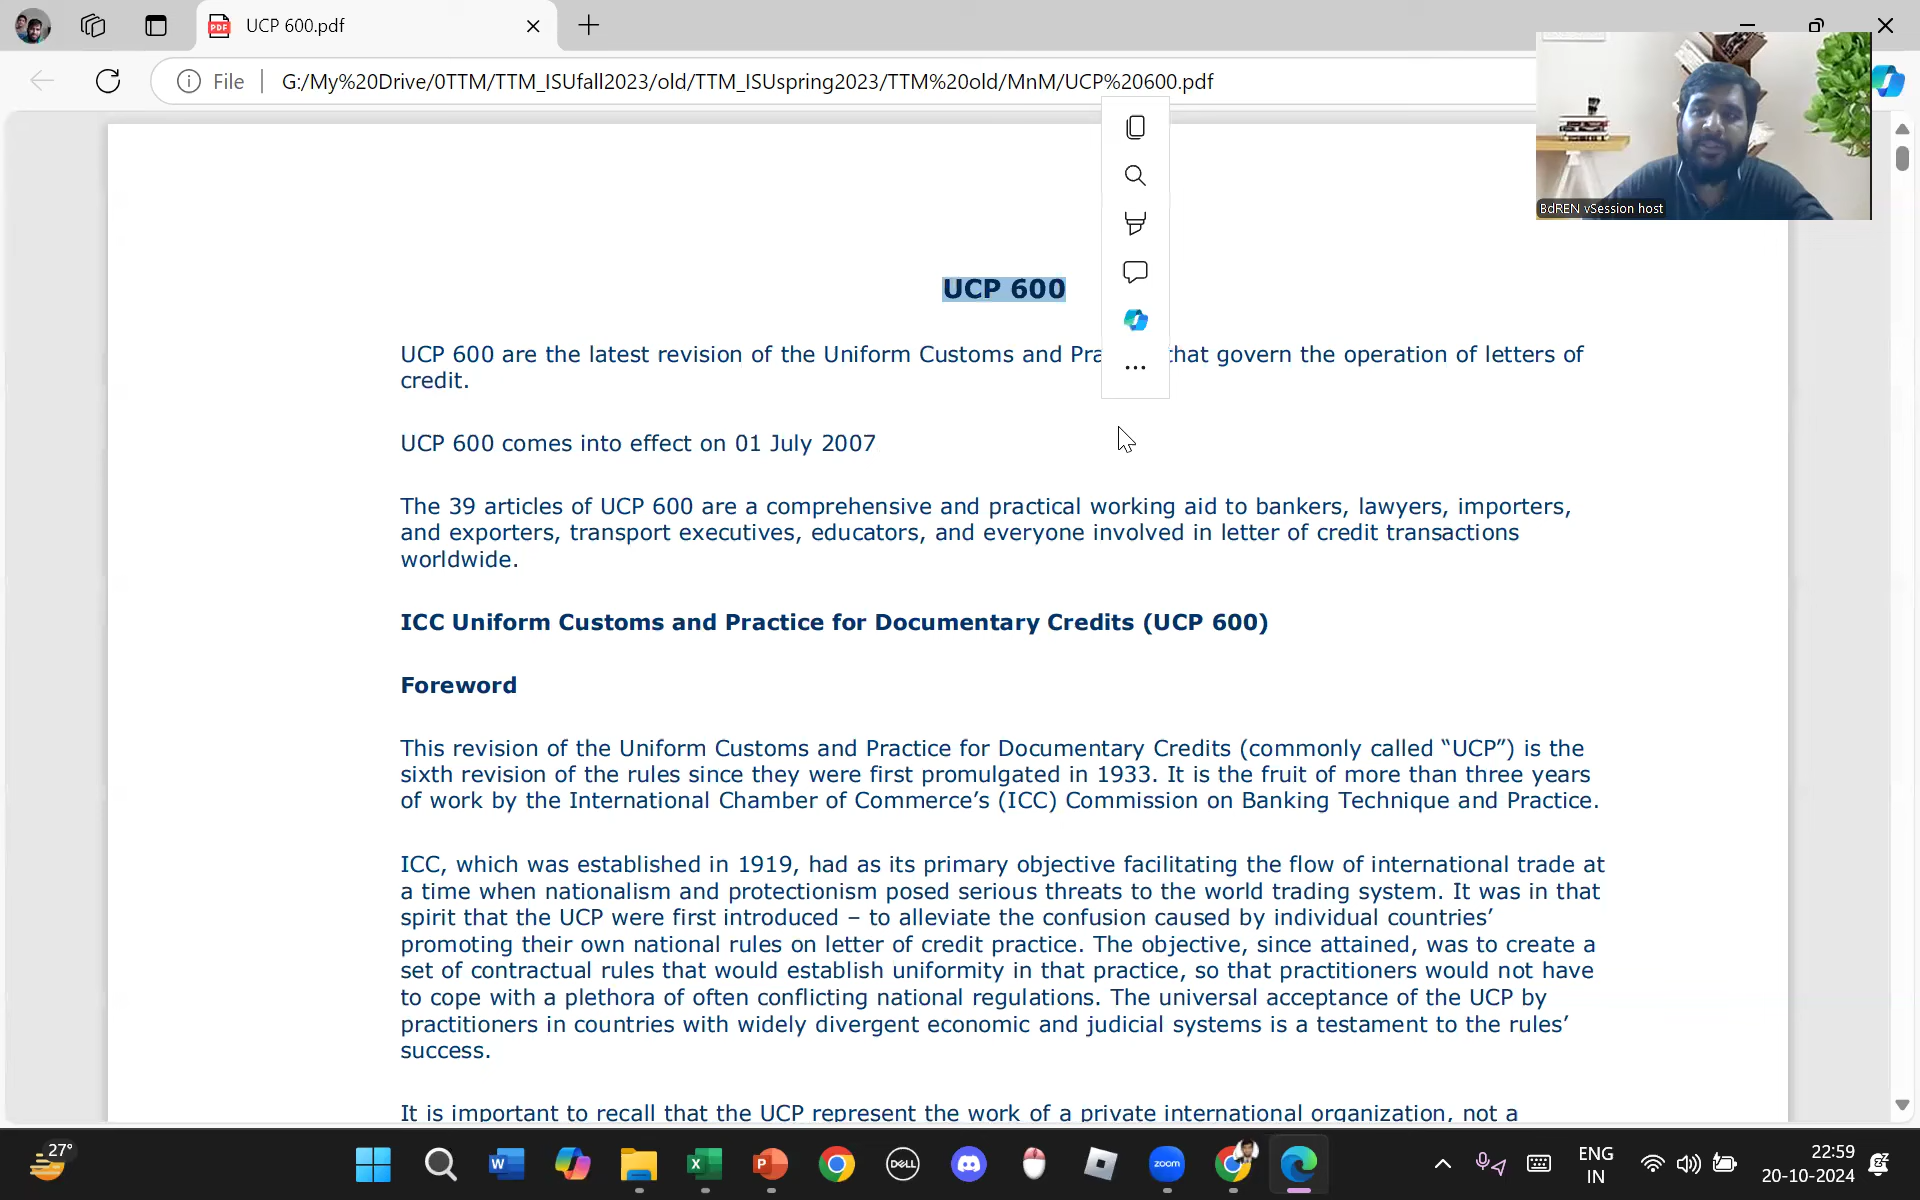 UCP 600.pdf
File
G:/My%20Drive/0TTM/TTM_ISUfall2023/old/TTM_ISUspring2023/TTM%20old/MnM/UCP%20600.pdf
BdREN vSession host
UCP 600
UCP 600 are the latest revision of the Uniform Customs and Pra that govern the operation of letters of
credit.
UCP 600 comes into effect on 01 July 2007
The 39 articles of UCP 600 are a comprehensive and practical working aid to bankers, lawyers, importers,
and exporters, transport executives, educators, and everyone involved in letter of credit transactions
worldwide.
ICC Uniform Customs and Practice for Documentary Credits (UCP 600)
Foreword
This revision of the Uniform Customs and Practice for Documentary Credits (commonly called “UCP”) is the
sixth revision of the rules since they were first promulgated in 1933. It is the fruit of more than three years
of work by the International Chamber of Commerce’s (ICC) Commission on Banking Technique and Practice.
ICC, which was established in 1919, had as its primary objective facilitating the flow of international trade at
a time when nationalism and protectionism posed serious threats to the world trading system. It was in that
spirit that the UCP were first introduced – to alleviate the confusion caused by individual countries’
promoting their own national rules on letter of credit practice. The objective, since attained, was to create a
set of contractual rules that would establish uniformity in that practice, so that practitioners would not have
to cope with a plethora of often conflicting national regulations. The universal acceptance of the UCP by
practitioners in countries with widely divergent economic and judicial systems is a testament to the rules’
success.
It is important to recall that the UCP represent the work of a private international organization, not a
27°
DELL
zoom
ENG
IN
22:59
20-10-2024